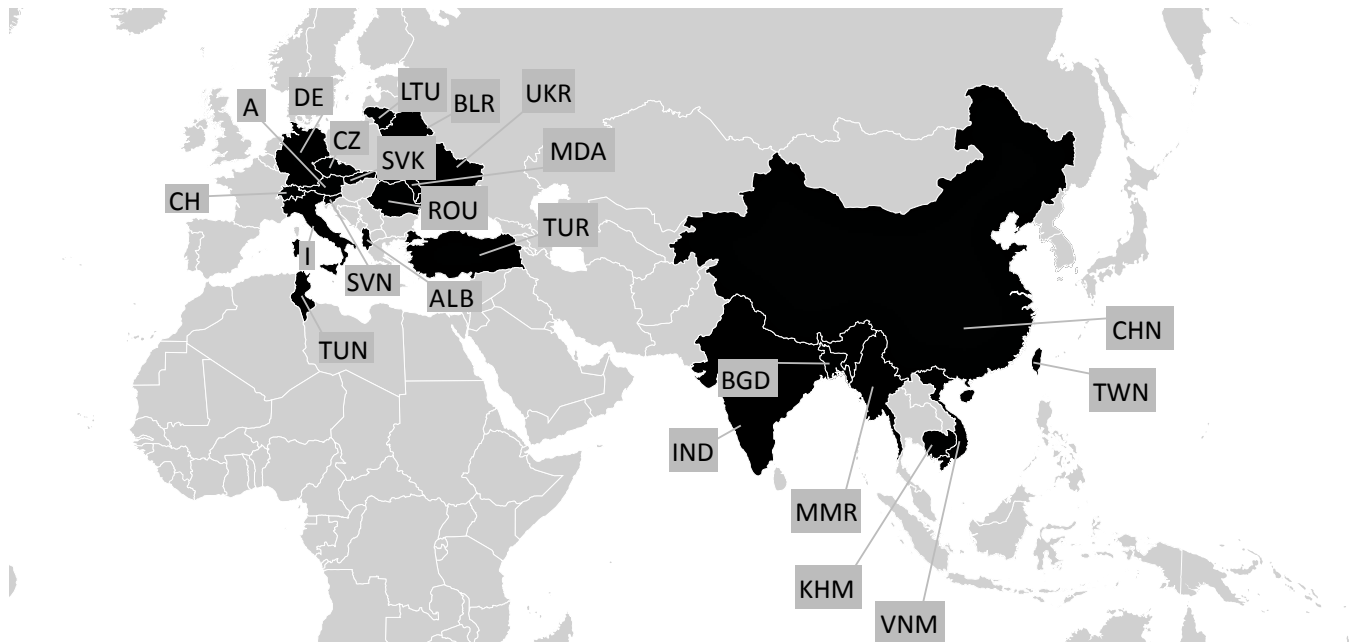 LTU
DE
A
UKR
BLR
CZ
SVK
MDA
CH
ROU
TUR
I
SVN
ALB
TUN
CHN
BGD
TWN
IND
MMR
KHM
VNM